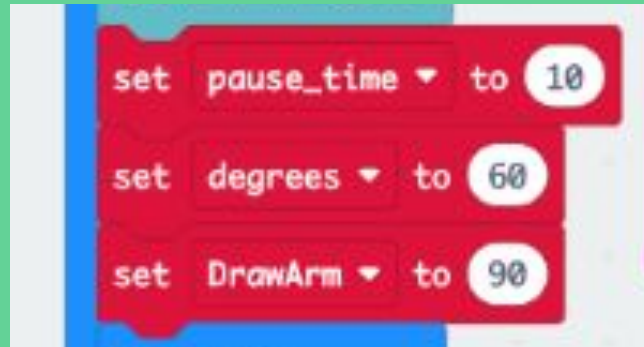 set pause_time to 10
set degrees to 60
set DrawArm to 90